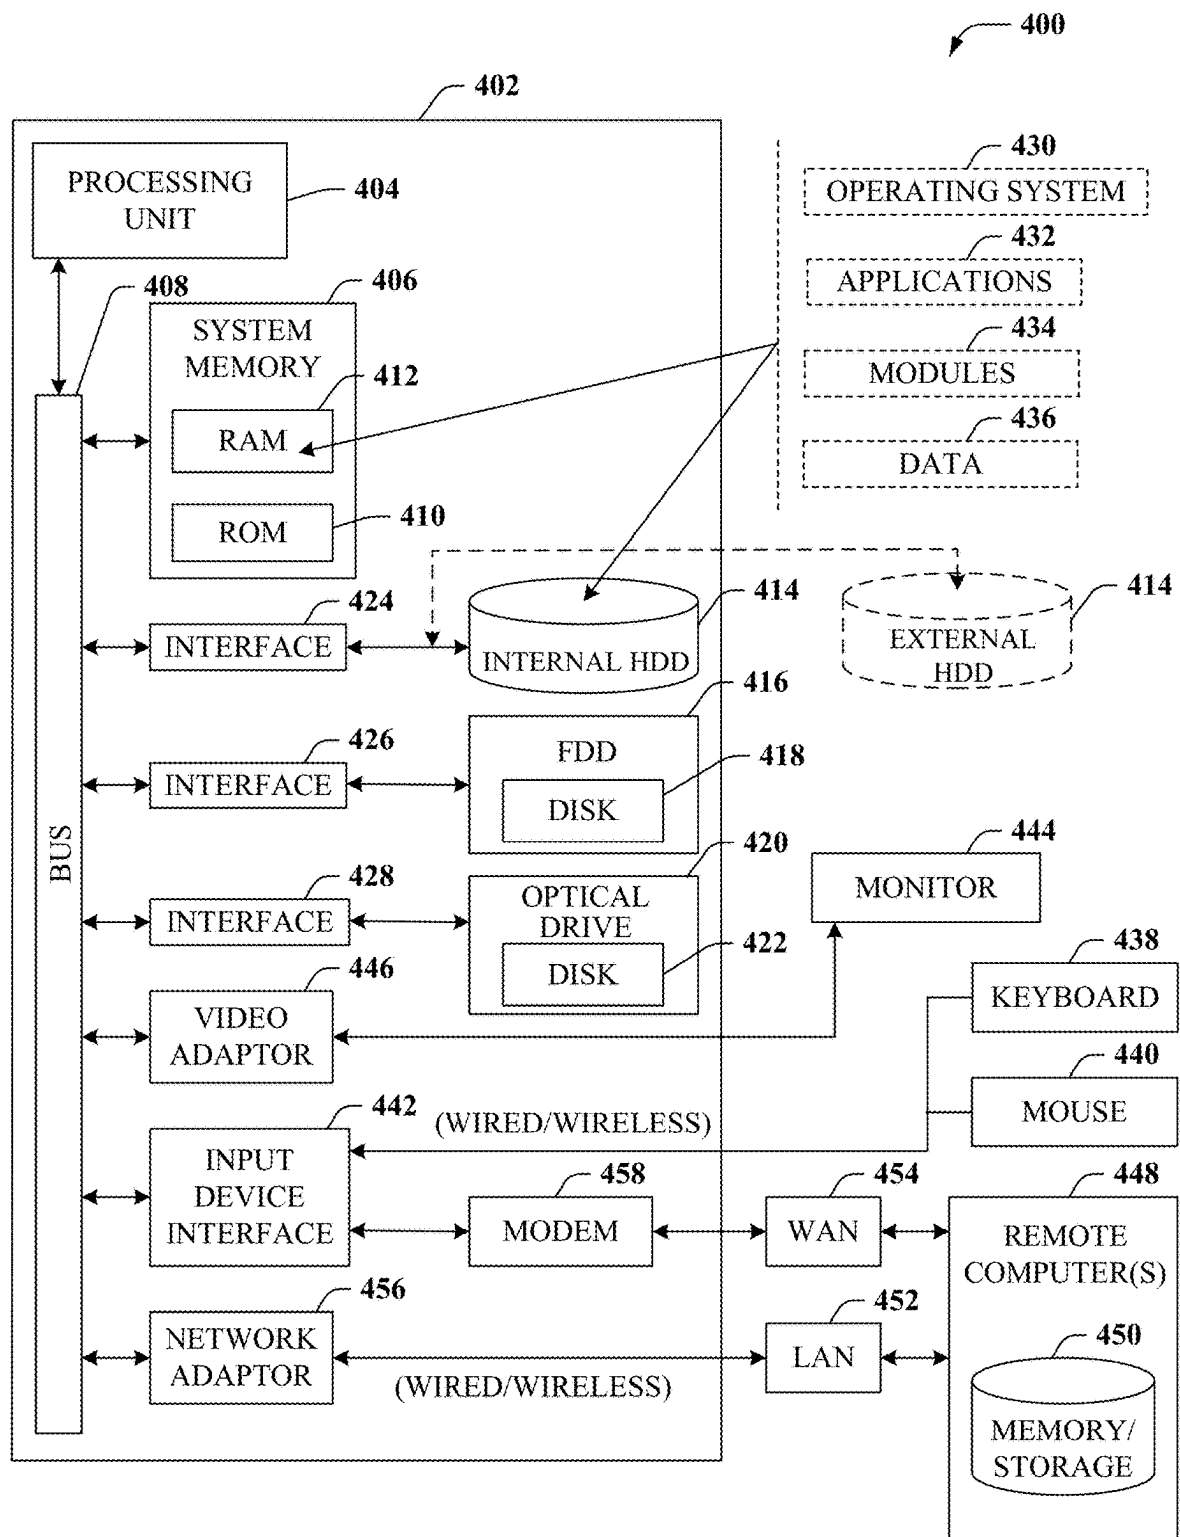 400
402
PROCESSING
UNIT
404
430
OPERATING SYSTEM
432
APPLICATIONS
434
MODULES
436
DATA
408
406
SYSTEM
MEMORY
412
RAM
410
ROM
424
INTERFACE
414
INTERNAL HDD
414
EXTERNAL
HDD
416
FDD
426
INTERFACE
418
DISK
BUS
420
OPTICAL
DRIVE
428
INTERFACE
422
DISK
444
MONITOR
446
VIDEO
ADAPTOR
438
KEYBOARD
440
MOUSE
442
INPUT
DEVICE
INTERFACE
(WIRED/WIRELESS)
458
MODEM
454
WAN
448
REMOTE
COMPUTER(S)
456
NETWORK
ADAPTOR
(WIRED/WIRELESS)
452
LAN
450
MEMORY/
STORAGE